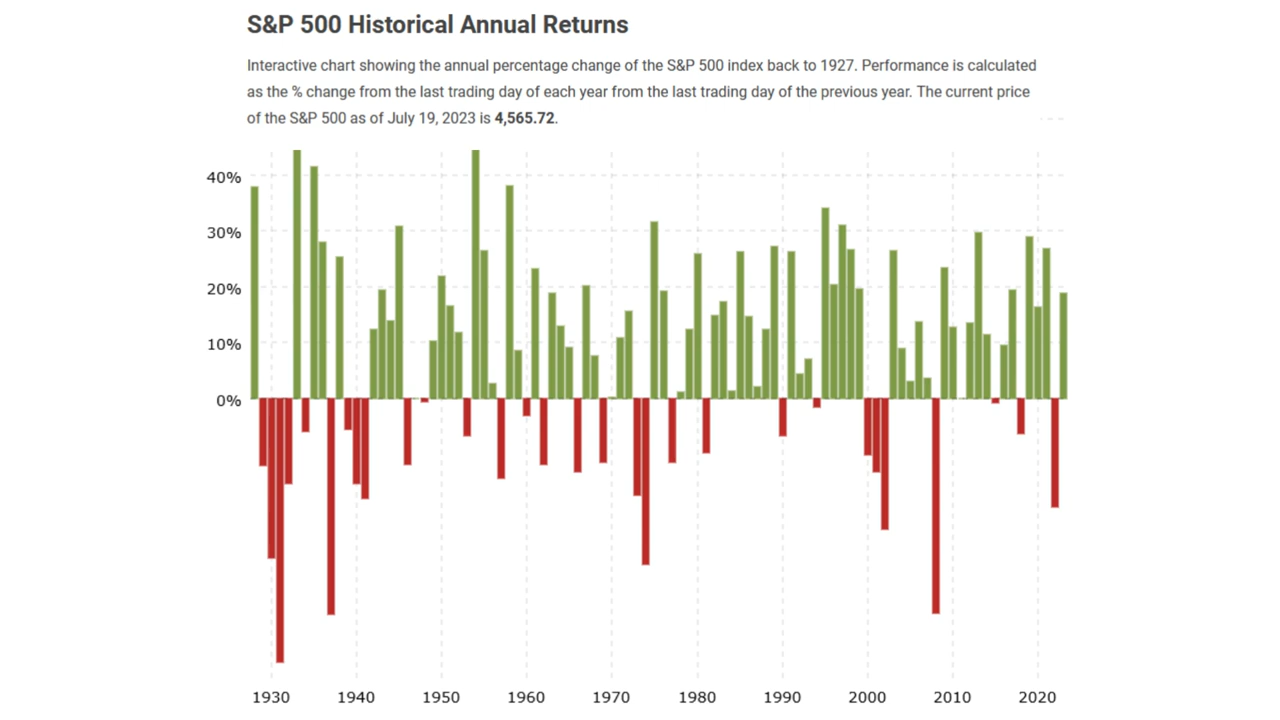 S&P 500 Historical Annual Returns
Interactive chart showing the annual percentage change of the S&P 500 index back to 1927. Performance is calculated
as the % change from the last trading day of each year from the last trading day of the previous year. The current price
of the S&P 500 as of July 19, 2023 is 4,565.72.
40%
30%
20%
10%
0%
1930 1940 1950 1960 1970 1980 1990 2000 2010 2020